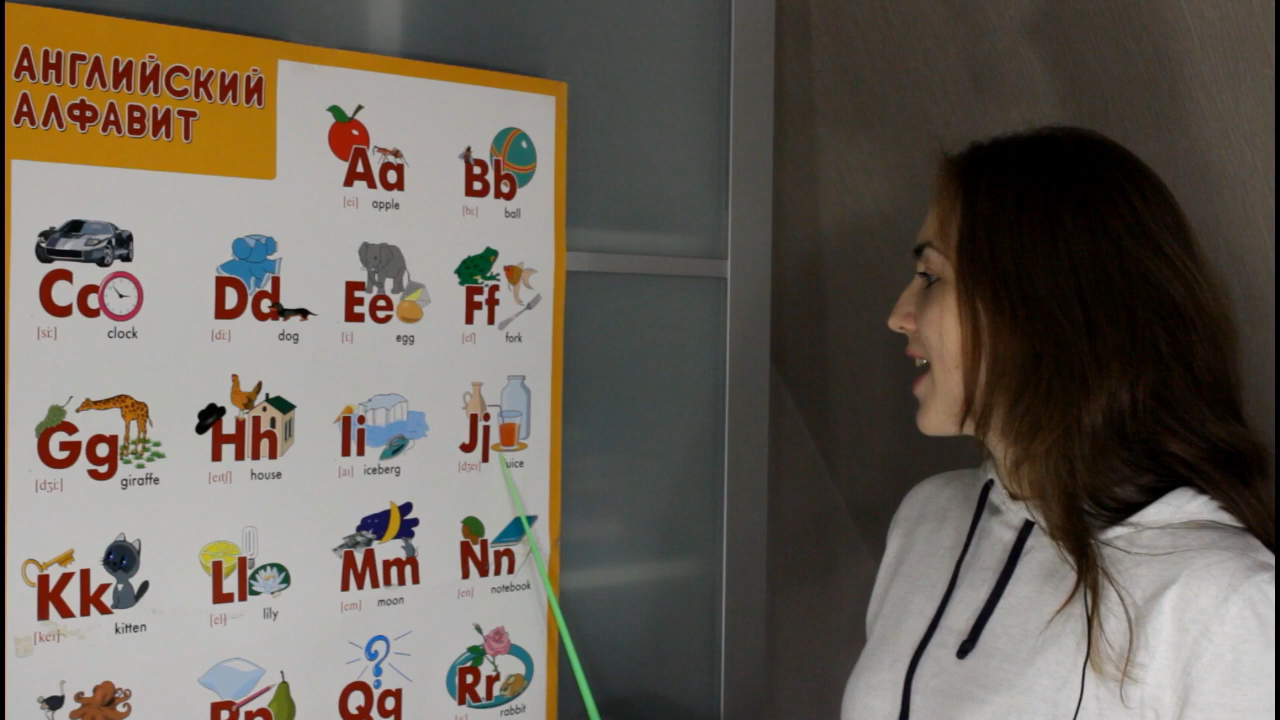 АНГЛИЙСКИЙ
АЛФАВИТ
Aa Bb
[ei] apple [bi:] ball
Cc Dd Ee Ff
[si:] clock [di:] dog [i:] egg [ef] fork
Gg Hh Ii Jj
[dʒi:] giraffe [eitʃ] house [ai] iceberg [dʒei] uice
Kk Ll Mm Nn
[kei] kitten [el] lily [em] moon [en] notebook
Pp Qq Rr
rabbit